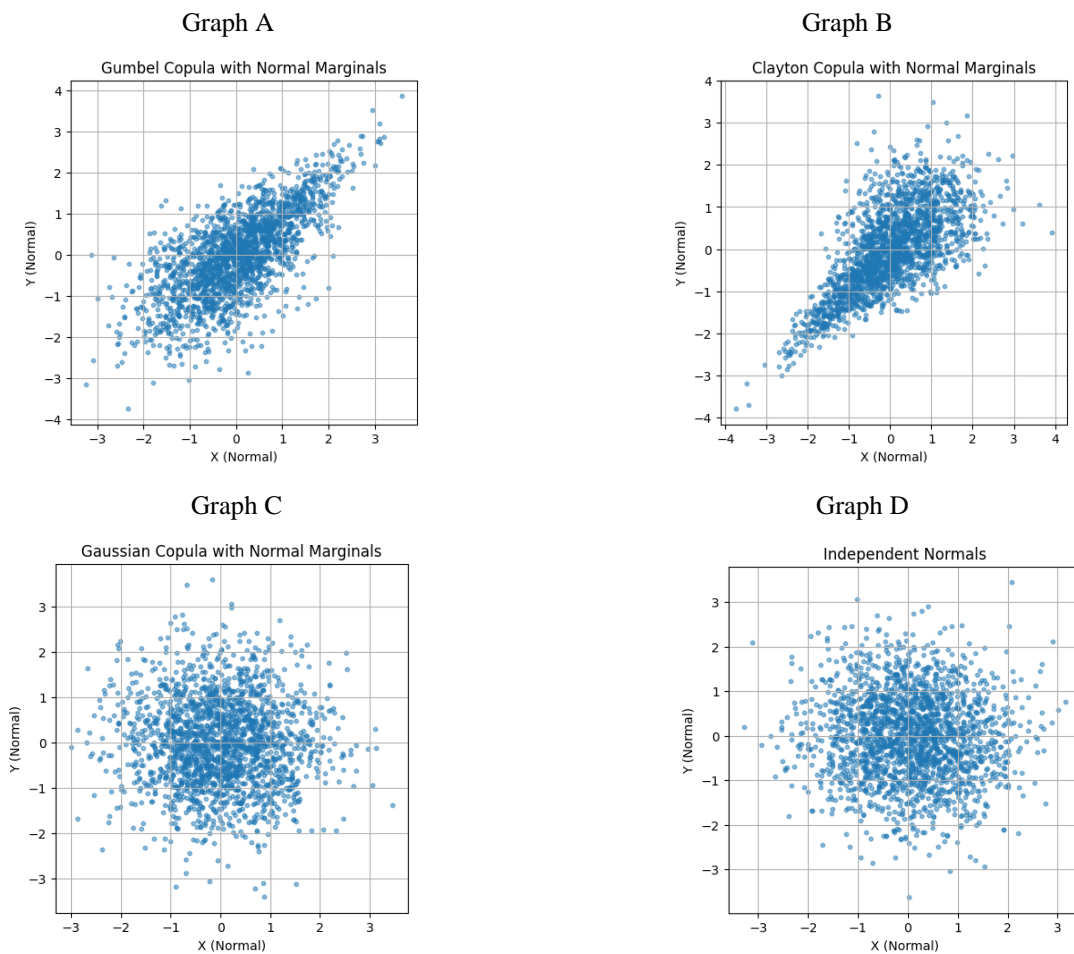 Graph A
Graph B
Gumbel Copula with Normal Marginals
Clayton Copula with Normal Marginals
4
3
2
1
0
−1
−2
−3
−4
Y (Normal)
−3 −2 −1 0 1 2 3
X (Normal)
4
3
2
1
0
−1
−2
−3
−4
Y (Normal)
−4 −3 −2 −1 0 1 2 3 4
X (Normal)
Graph C
Graph D
Gaussian Copula with Normal Marginals
Independent Normals
3
2
1
0
−1
−2
−3
Y (Normal)
−3 −2 −1 0 1 2 3
X (Normal)
3
2
1
0
−1
−2
−3
Y (Normal)
−3 −2 −1 0 1 2 3
X (Normal)